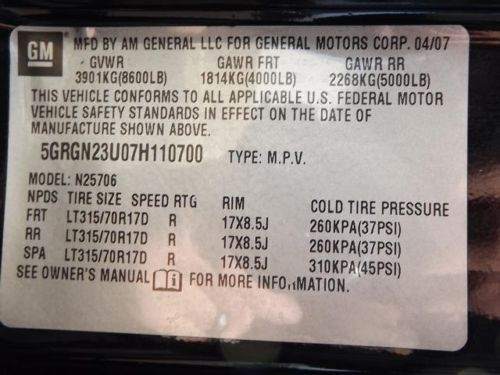 GM MFD BY AM GENERAL LLC FOR GENERAL MOTORS CORP. 04/07
GVWR GAWR FRT GAWR RR
3901KG(8600LB) 1814KG(4000LB) 2268KG(5000LB)
THIS VEHICLE CONFORMS TO ALL APPLICABLE U.S. FEDERAL MOTOR
VEHICLE SAFETY STANDARDS IN EFFECT ON THE DATE OF
MANUFACTURE SHOWN ABOVE.
5GRGN23U07H110700 TYPE: M.P.V.
MODEL: N25706
NPDS TIRE SIZE SPEED RTG RIM COLD TIRE PRESSURE
FRT LT315/70R17D R 17X8.5J 260KPA(37PSI)
RR LT315/70R17D R 17X8.5J 260KPA(37PSI)
SPA LT315/70R17D R 17X8.5J 310KPA(45PSI)
SEE OWNER'S MANUAL FOR MORE INFORMATION.